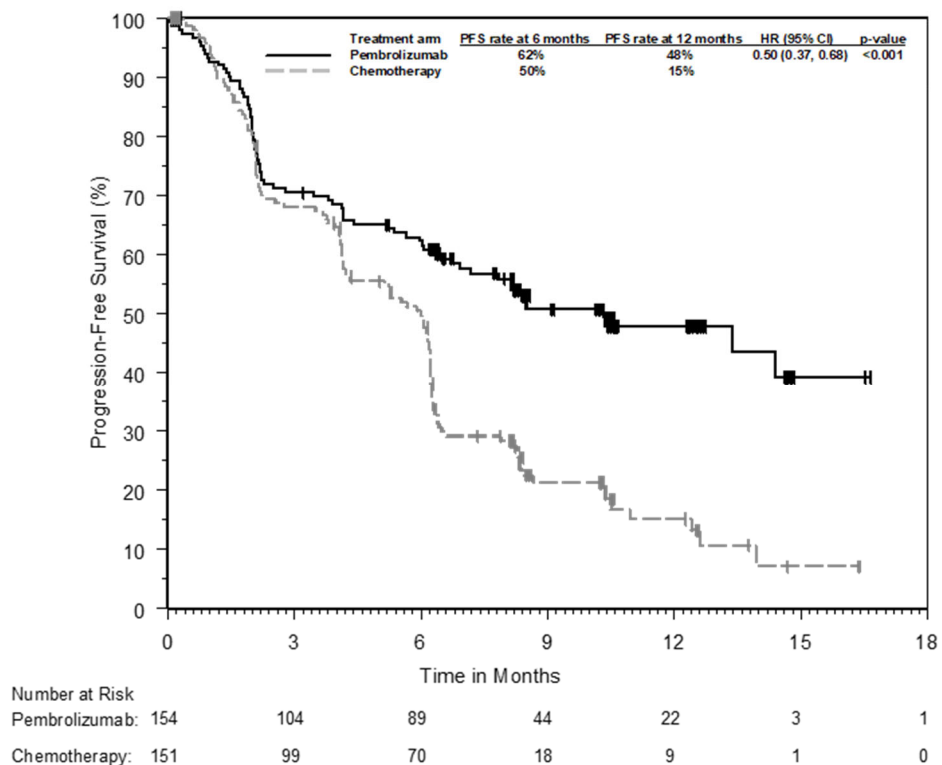 Treatment arm PFS rate at 6 months PFS rate at 12 months HR (95% CI) p-value
Pembrolizumab 62% 48% 0.50 (0.37, 0.68) <0.001
Chemotherapy 50% 15%
100
90
80
70
60
50
40
30
20
10
0
Progression-Free Survival (%)
0 3 6 9 12 15 18
Time in Months
Number at Risk
Pembrolizumab: 154 104 89 44 22 3 1
Chemotherapy: 151 99 70 18 9 1 0